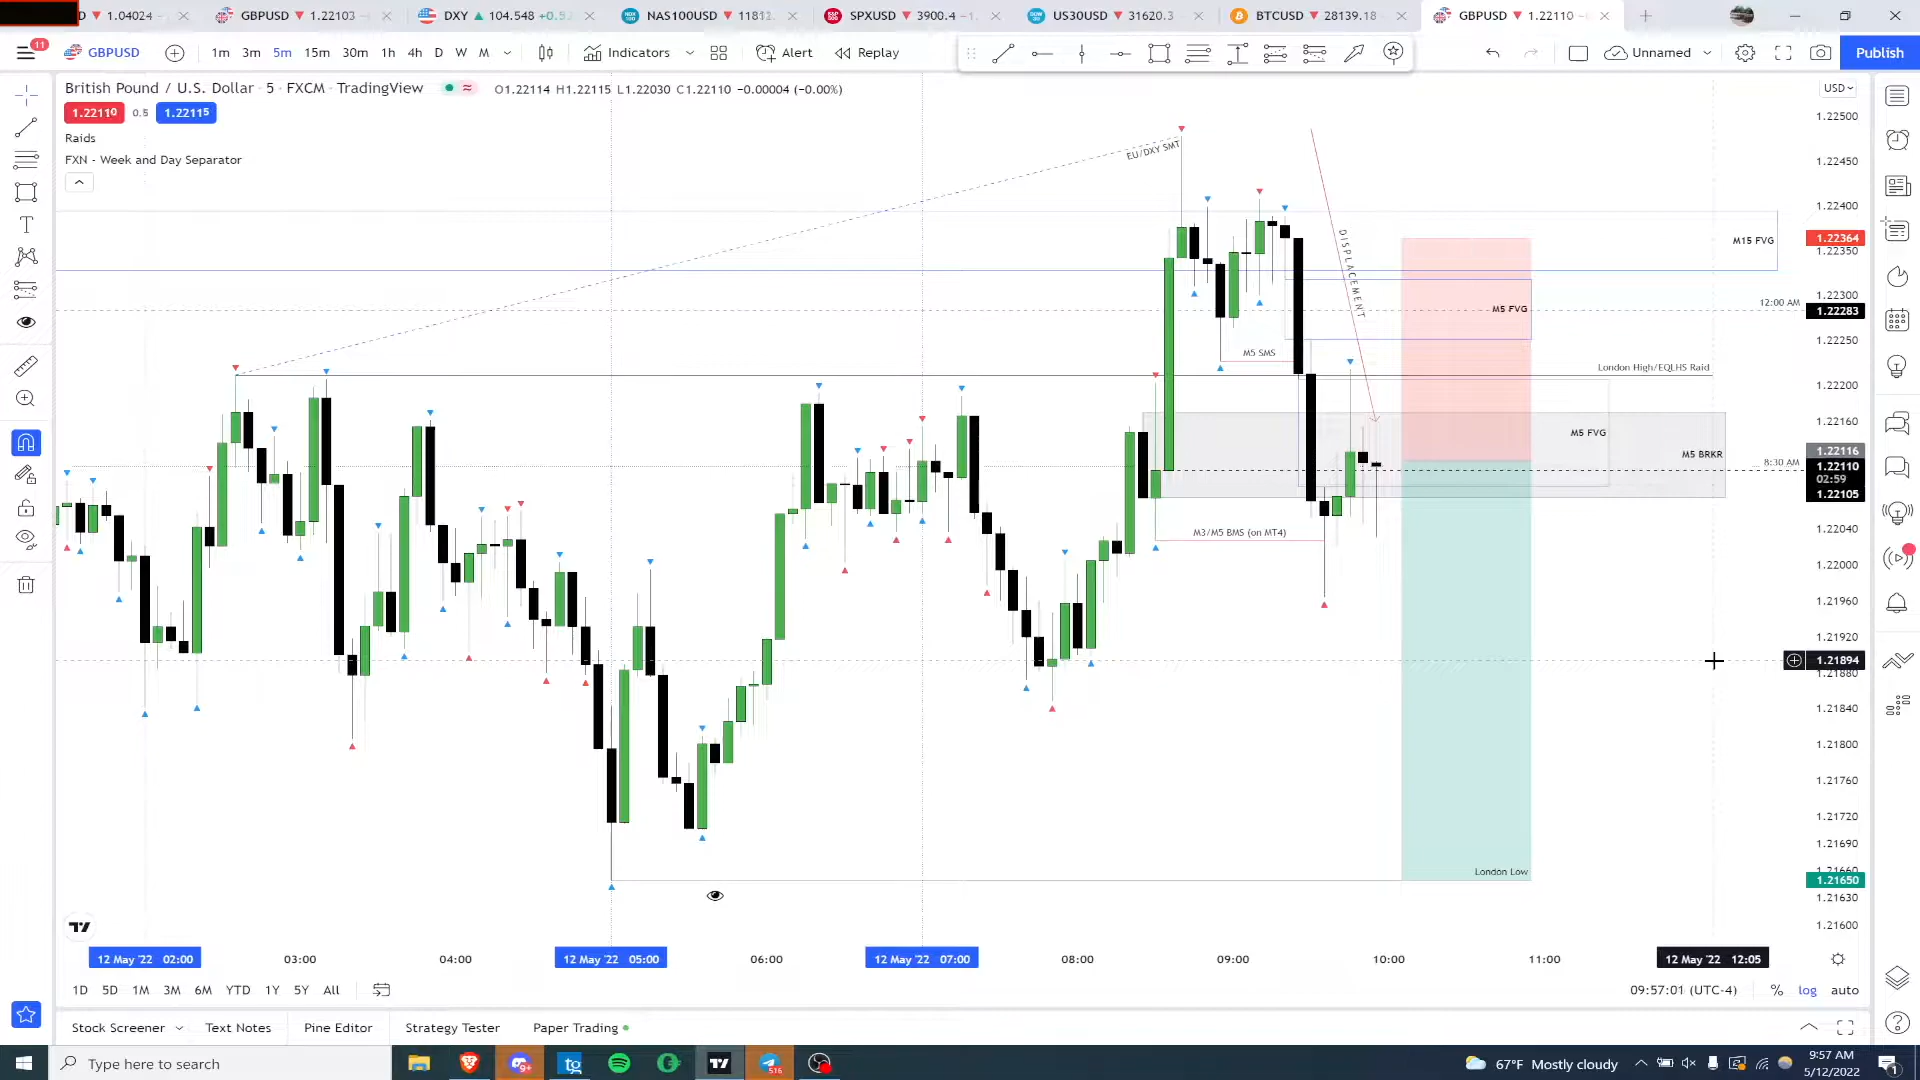 1.04024 +
GBPUSD 1.22103
DXY 104.548
NAS100USD 11812.
SPXUSD 3900.4
US30USD 31620.3
BTCUSD 28139.18
GBPUSD 1.22110
11
GBPUSD
1m 3m 5m 15m 30m 1h 4h D W M
Indicators
Alert
Replay
Unnamed
Publish
British Pound / U.S. Dollar · 5 · FXCM · TradingView
O1.22114 H1.22115 L1.22030 C1.22110 −0.00004 (−0.00%)
USD
1.22110 0.5 1.22115
Raids
FXN - Week and Day Separator
1.22500
1.22450
EU/DXY SMT
1.22400
DISPLACEMENT
M15 FVG
1.22364
1.22350
1.22300
12:00 AM
1.22283
M5 FVG
1.22250
M5 SMS
London High/EQLHS Raid
1.22200
1.22160
M5 FVG
M5 BRKR
1.22116
8:30 AM
1.22110
02:59
1.22105
M3/M5 BMS (on MT4)
1.22040
1.22000
1.21960
1.21920
1.21894
1.21880
1.21840
1.21800
1.21760
1.21720
1.21690
1.21660
London Low
1.21650
1.21630
1.21600
12 May '22 02:00
03:00
04:00
12 May '22 05:00
06:00
12 May '22 07:00
08:00
09:00
10:00
11:00
12 May '22 12:05
1D 5D 1M 3M 6M YTD 1Y 5Y All
09:57:01 (UTC-4)
% log auto
Stock Screener
Text Notes
Pine Editor
Strategy Tester
Paper Trading
Type here to search
9+
tg
516
67°F Mostly cloudy
9:57 AM
5/12/2022
1